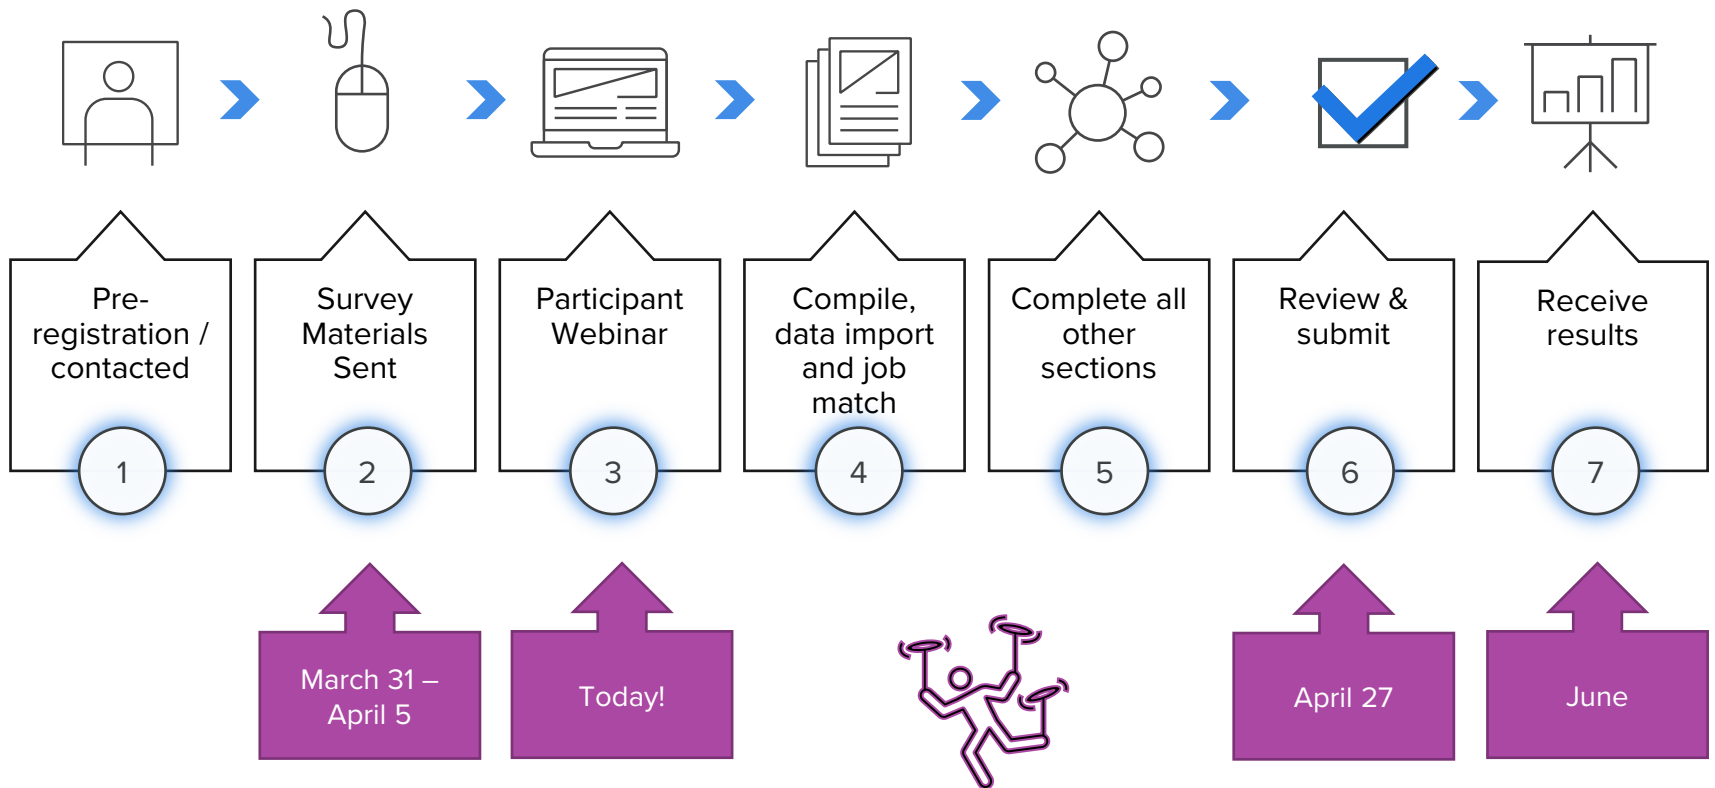 Pre-
registration /
contacted
1
Survey
Materials
Sent
2
Participant
Webinar
3
Compile,
data import
and job
match
4
Complete all
other
sections
5
Review &
submit
6
Receive
results
7
March 31 –
April 5
Today!
April 27
June